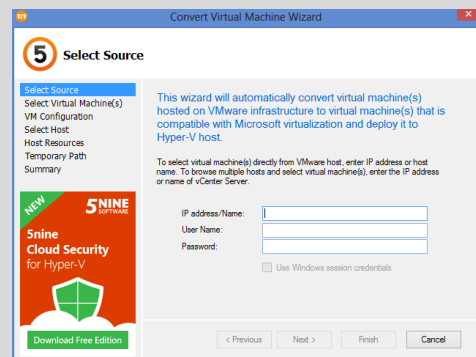 Convert Virtual Machine Wizard
5 Select Source
Select Source
Select Virtual Machine(s)
VM Configuration
Select Host
Host Resources
Temporary Path
Summary
This wizard will automatically convert virtual machine(s)
hosted on VMware infrastructure to virtual machine(s) that is
compatible with Microsoft virtualization and deploy it to
Hyper-V host.
To select virtual machine(s) directly from VMware host, enter IP address or host
name. To browse multiple hosts and select virtual machine(s), enter the IP address
or name of vCenter Server.
IP address/Name:
User Name:
Password:
Use Windows session credentials
NEW
5NINE
SOFTWARE
5nine
Cloud Security
for Hyper-V
Download Free Edition
< Previous
Next >
Finish
Cancel